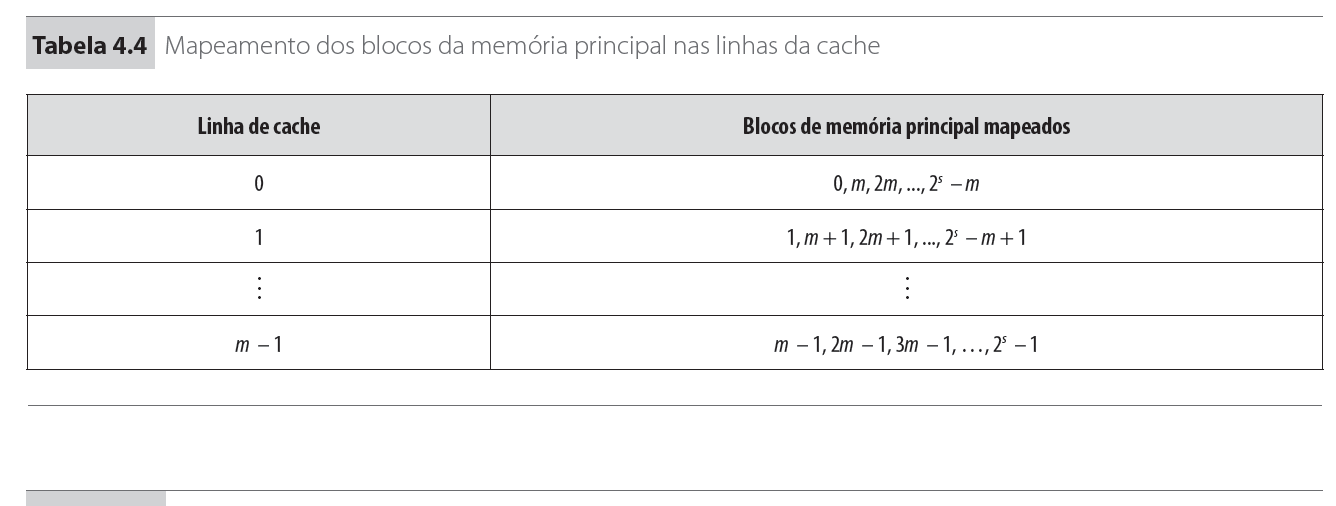 Tabela 4.4 Mapeamento dos blocos da memória principal nas linhas da cache
Linha de cache Blocos de memória principal mapeados
0 0, m, 2m, ..., 2ˢ – m
1 1, m + 1, 2m + 1, ..., 2ˢ – m + 1
⋮ ⋮
m – 1 m – 1, 2m – 1, 3m – 1, …, 2ˢ – 1